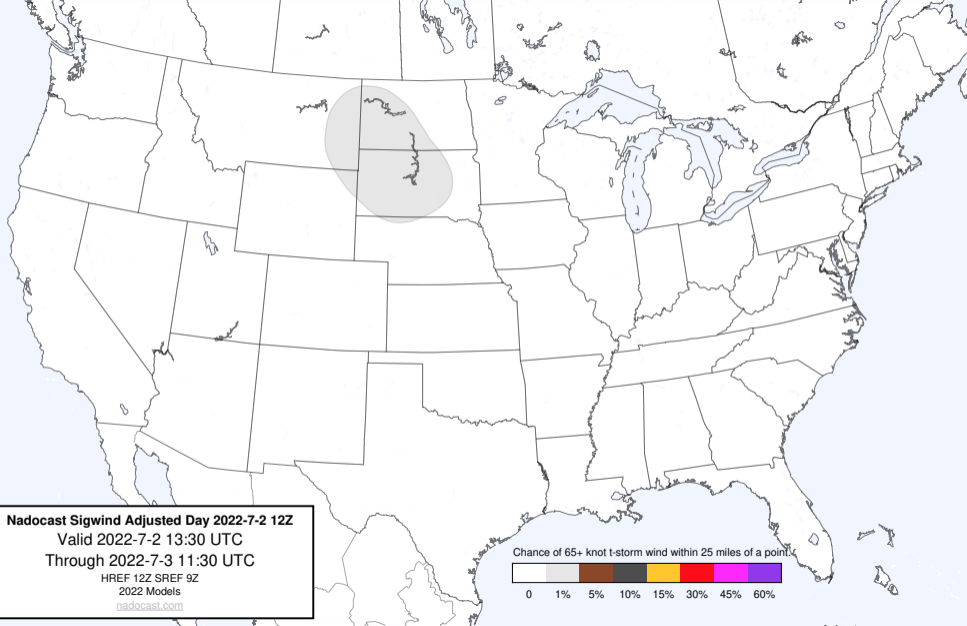 Nadocast Sigwind Adjusted Day 2022-7-2 12Z
Valid 2022-7-2 13:30 UTC
Through 2022-7-3 11:30 UTC
HREF 12Z SREF 9Z
2022 Models
nadocast.com
Chance of 65+ knot t-storm wind within 25 miles of a point.
0 1% 5% 10% 15% 30% 45% 60%